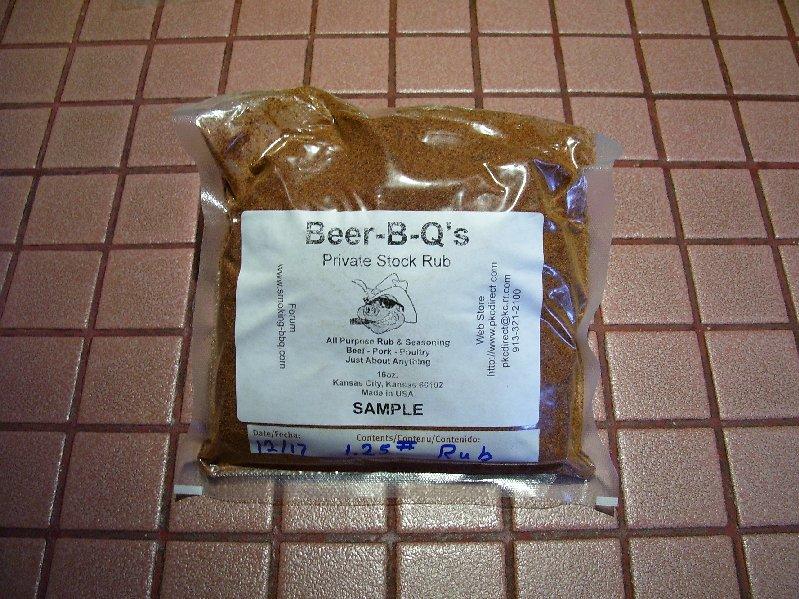 Beer-B-Q's
Private Stock Rub
Forum
www.smoking-bbq.com
Web Store
http://www.pkcdirect.com
pkcdirect@kc.rr.com
913-321-2100
All Purpose Rub & Seasoning
Beef - Pork - Poultry
Just About Anything
16oz.
Kansas City, Kansas 66102
Made in USA
SAMPLE
Date/Fecha: Contents/Contenu/Contenido:
12/17 1.25# Rub